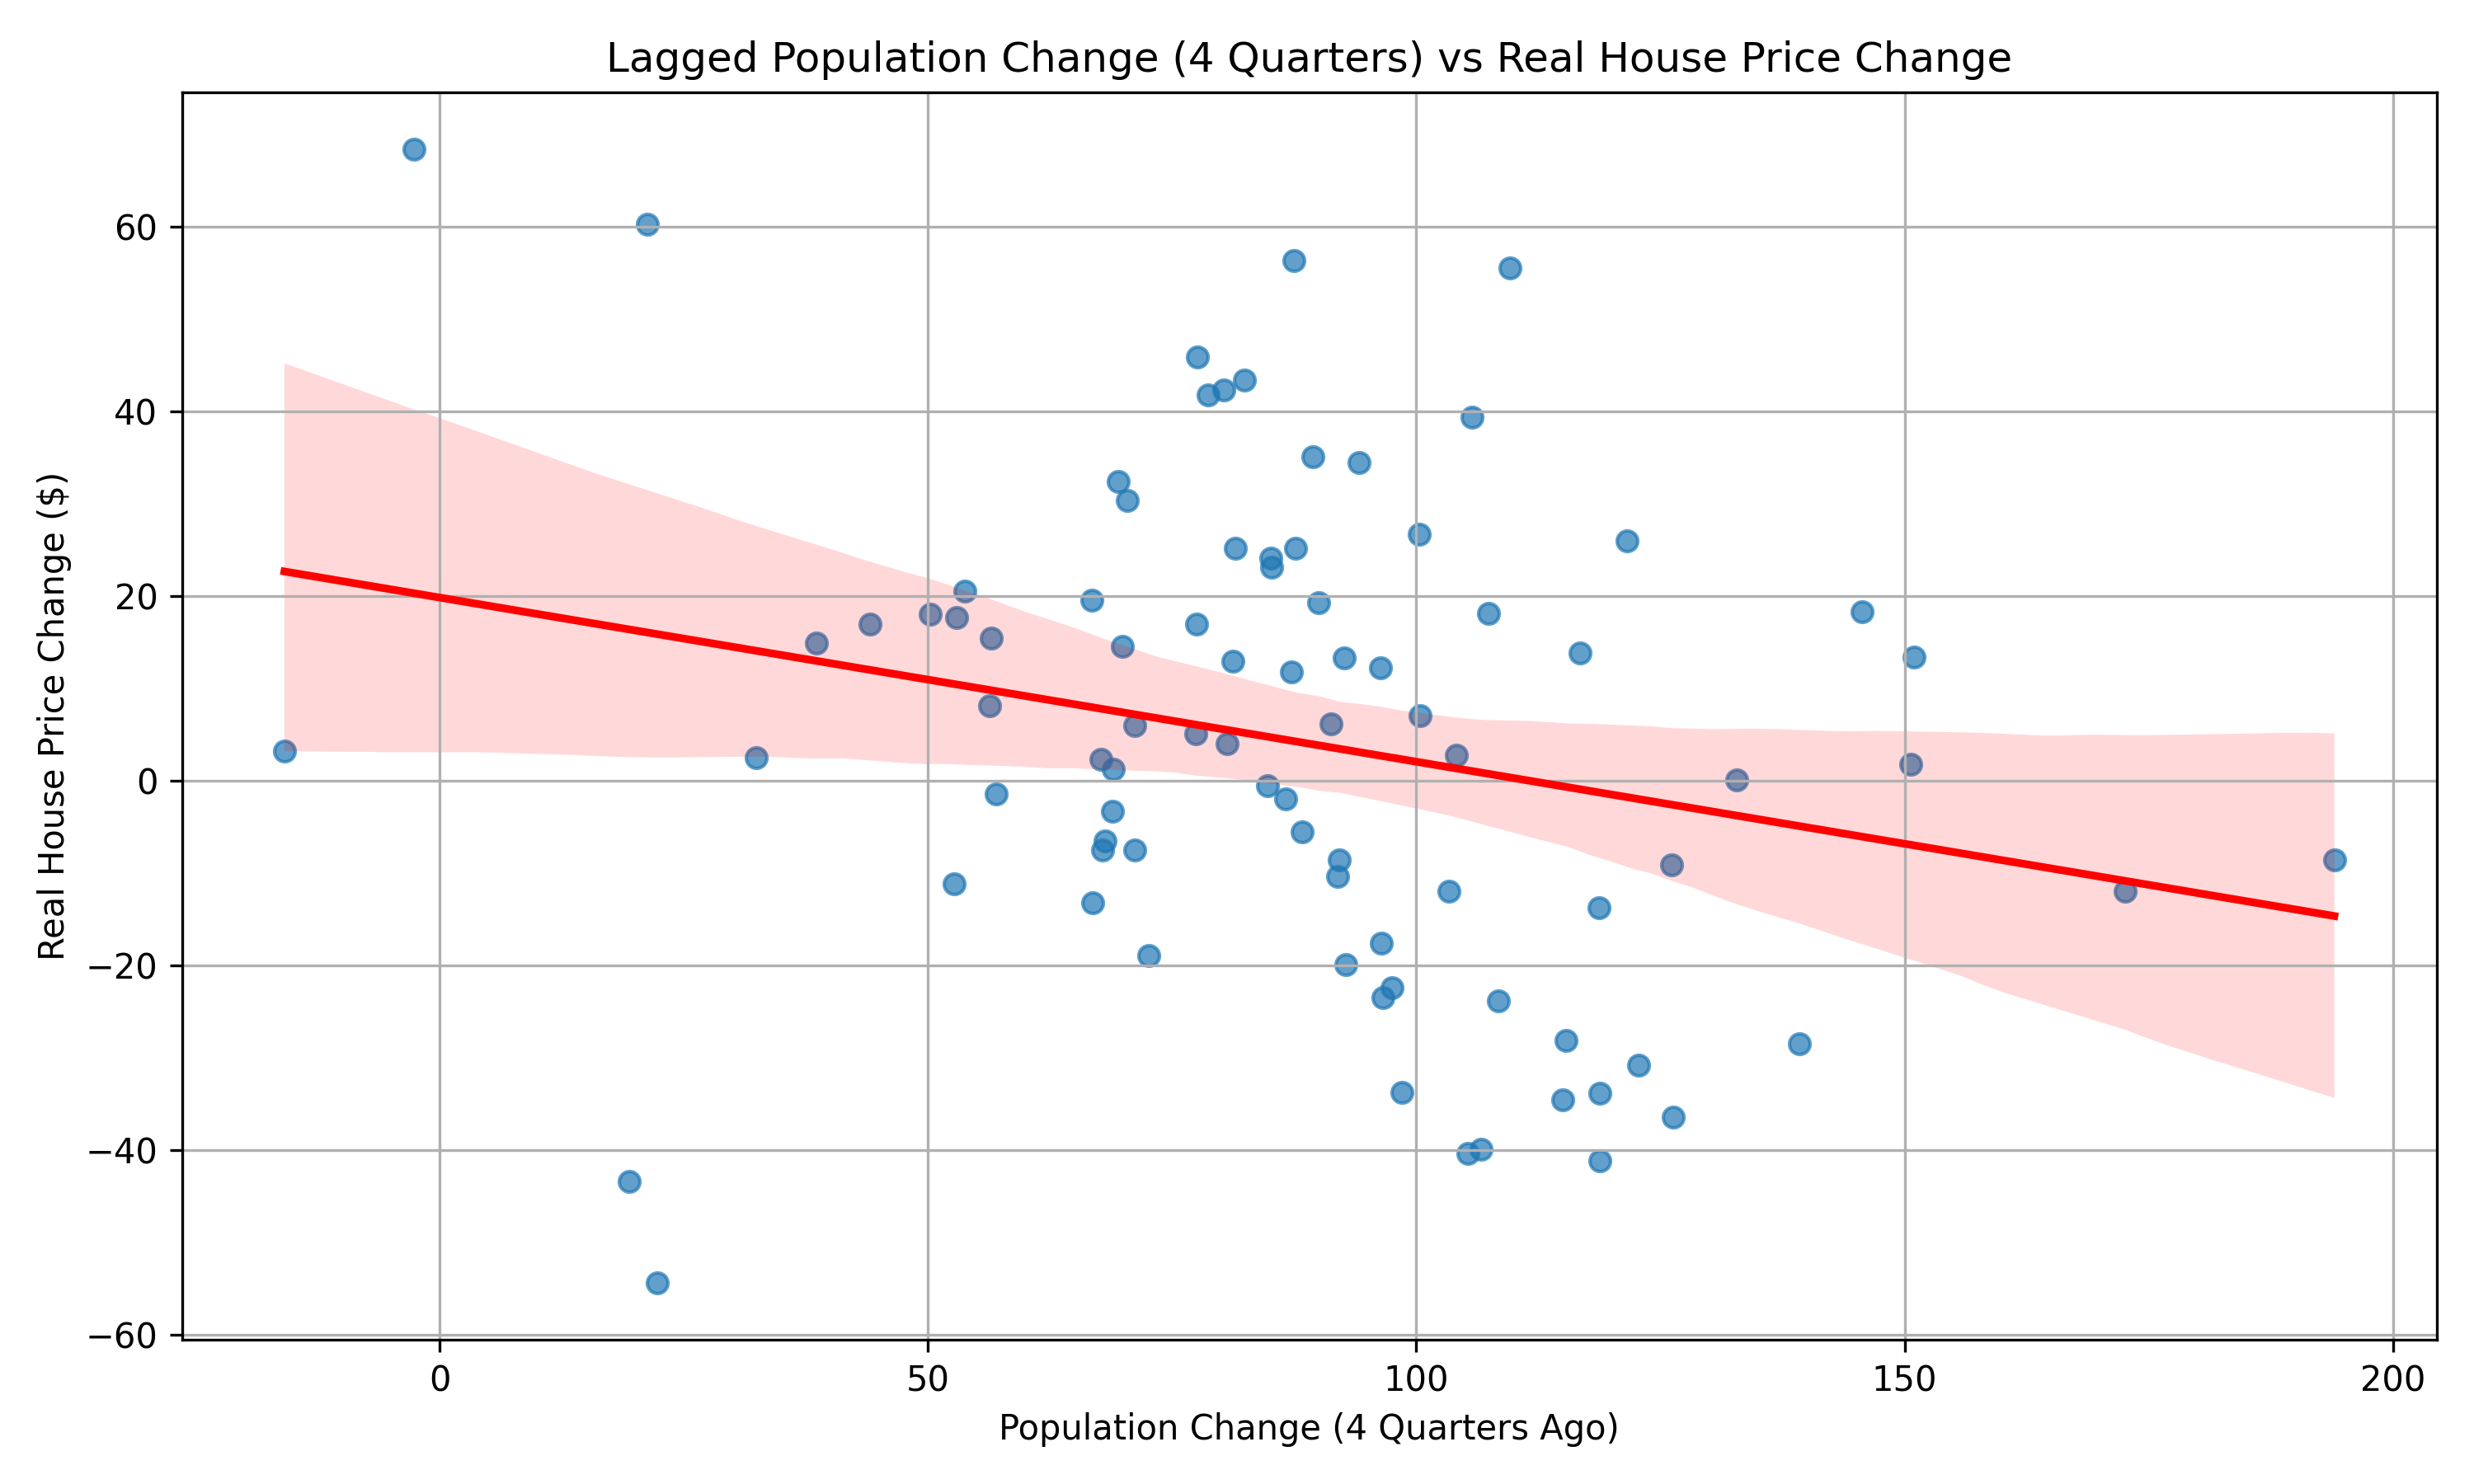 Lagged Population Change (4 Quarters) vs Real House Price Change
Real House Price Change ($)
60
40
20
0
−20
−40
−60
0 50 100 150 200
Population Change (4 Quarters Ago)